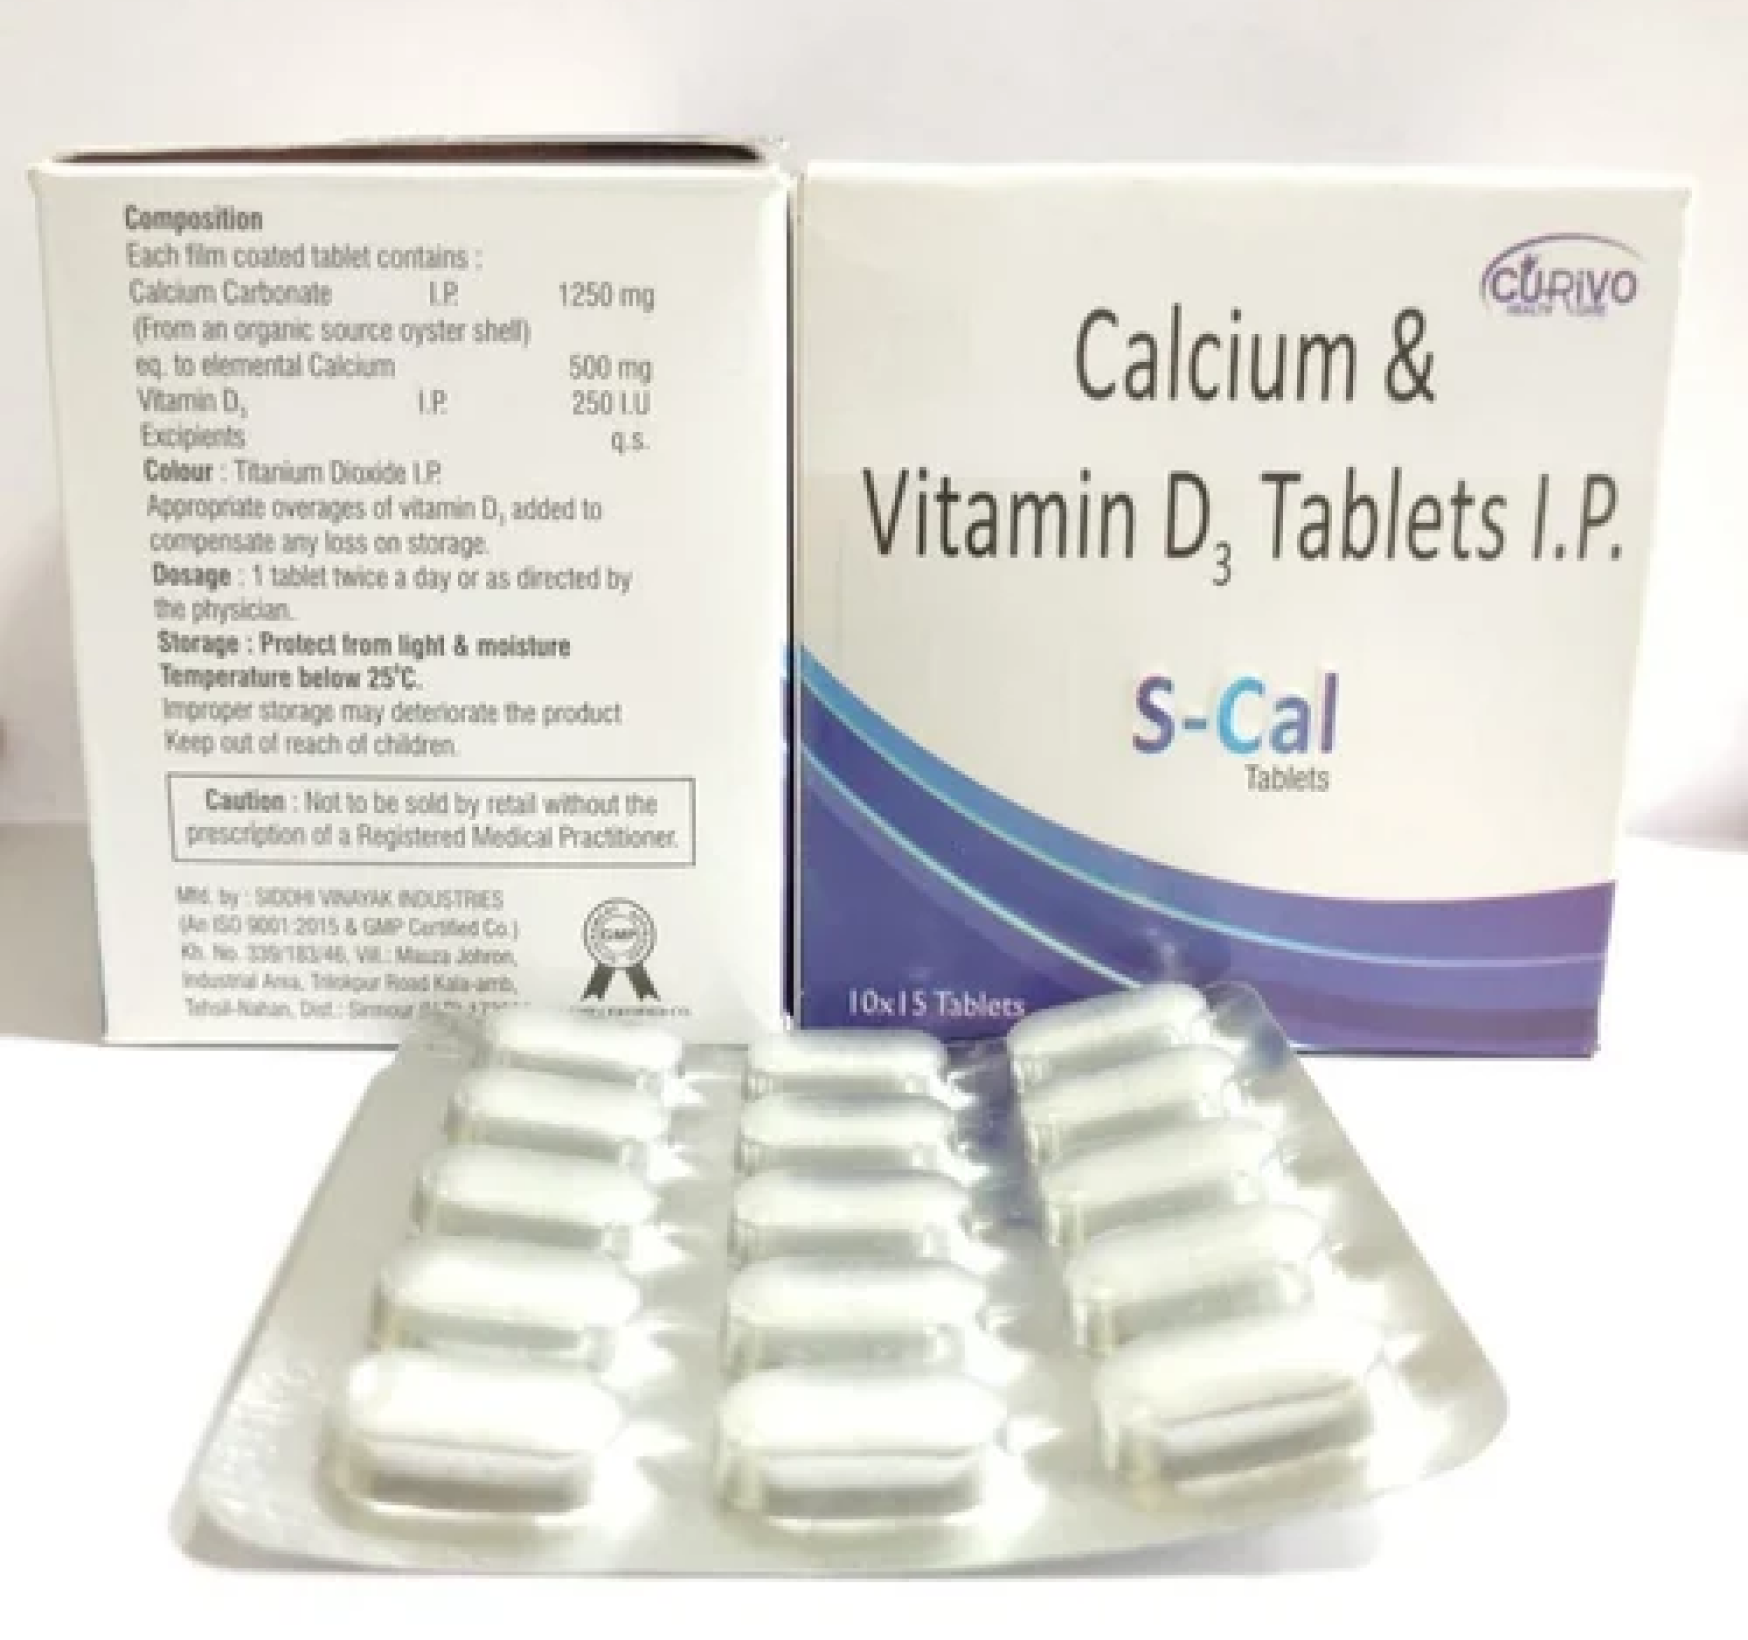 Composition
Each film coated tablet contains :
Calcium Carbonate I.P. 1250 mg
(From an organic source oyster shell)
eq. to elemental Calcium 500 mg
Vitamin D3 I.P. 250 I.U
Excipients q.s.
Colour : Titanium Dioxide I.P.
Appropriate overages of vitamin D3 added to
compensate any loss on storage.
Dosage : 1 tablet twice a day or as directed by
the physician.
Storage : Protect from light & moisture
Temperature below 25°C.
Improper storage may deteriorate the product
Keep out of reach of children.
Caution : Not to be sold by retail without the
prescription of a Registered Medical Practitioner.
Mfd. by : SIDDHI VINAYAK INDUSTRIES
(An ISO 9001:2015 & GMP Certified Co.)
Kh. No. 339/183/46, Vill.: Mauza Johron,
Industrial Area, Trilokpur Road Kala-amb,
Tehsil-Nahan, Dist.: Sirmour
GMP
CURIVO
HEALTH CARE
Calcium &
Vitamin D3 Tablets I.P.
S-Cal
Tablets
10x15 Tablets